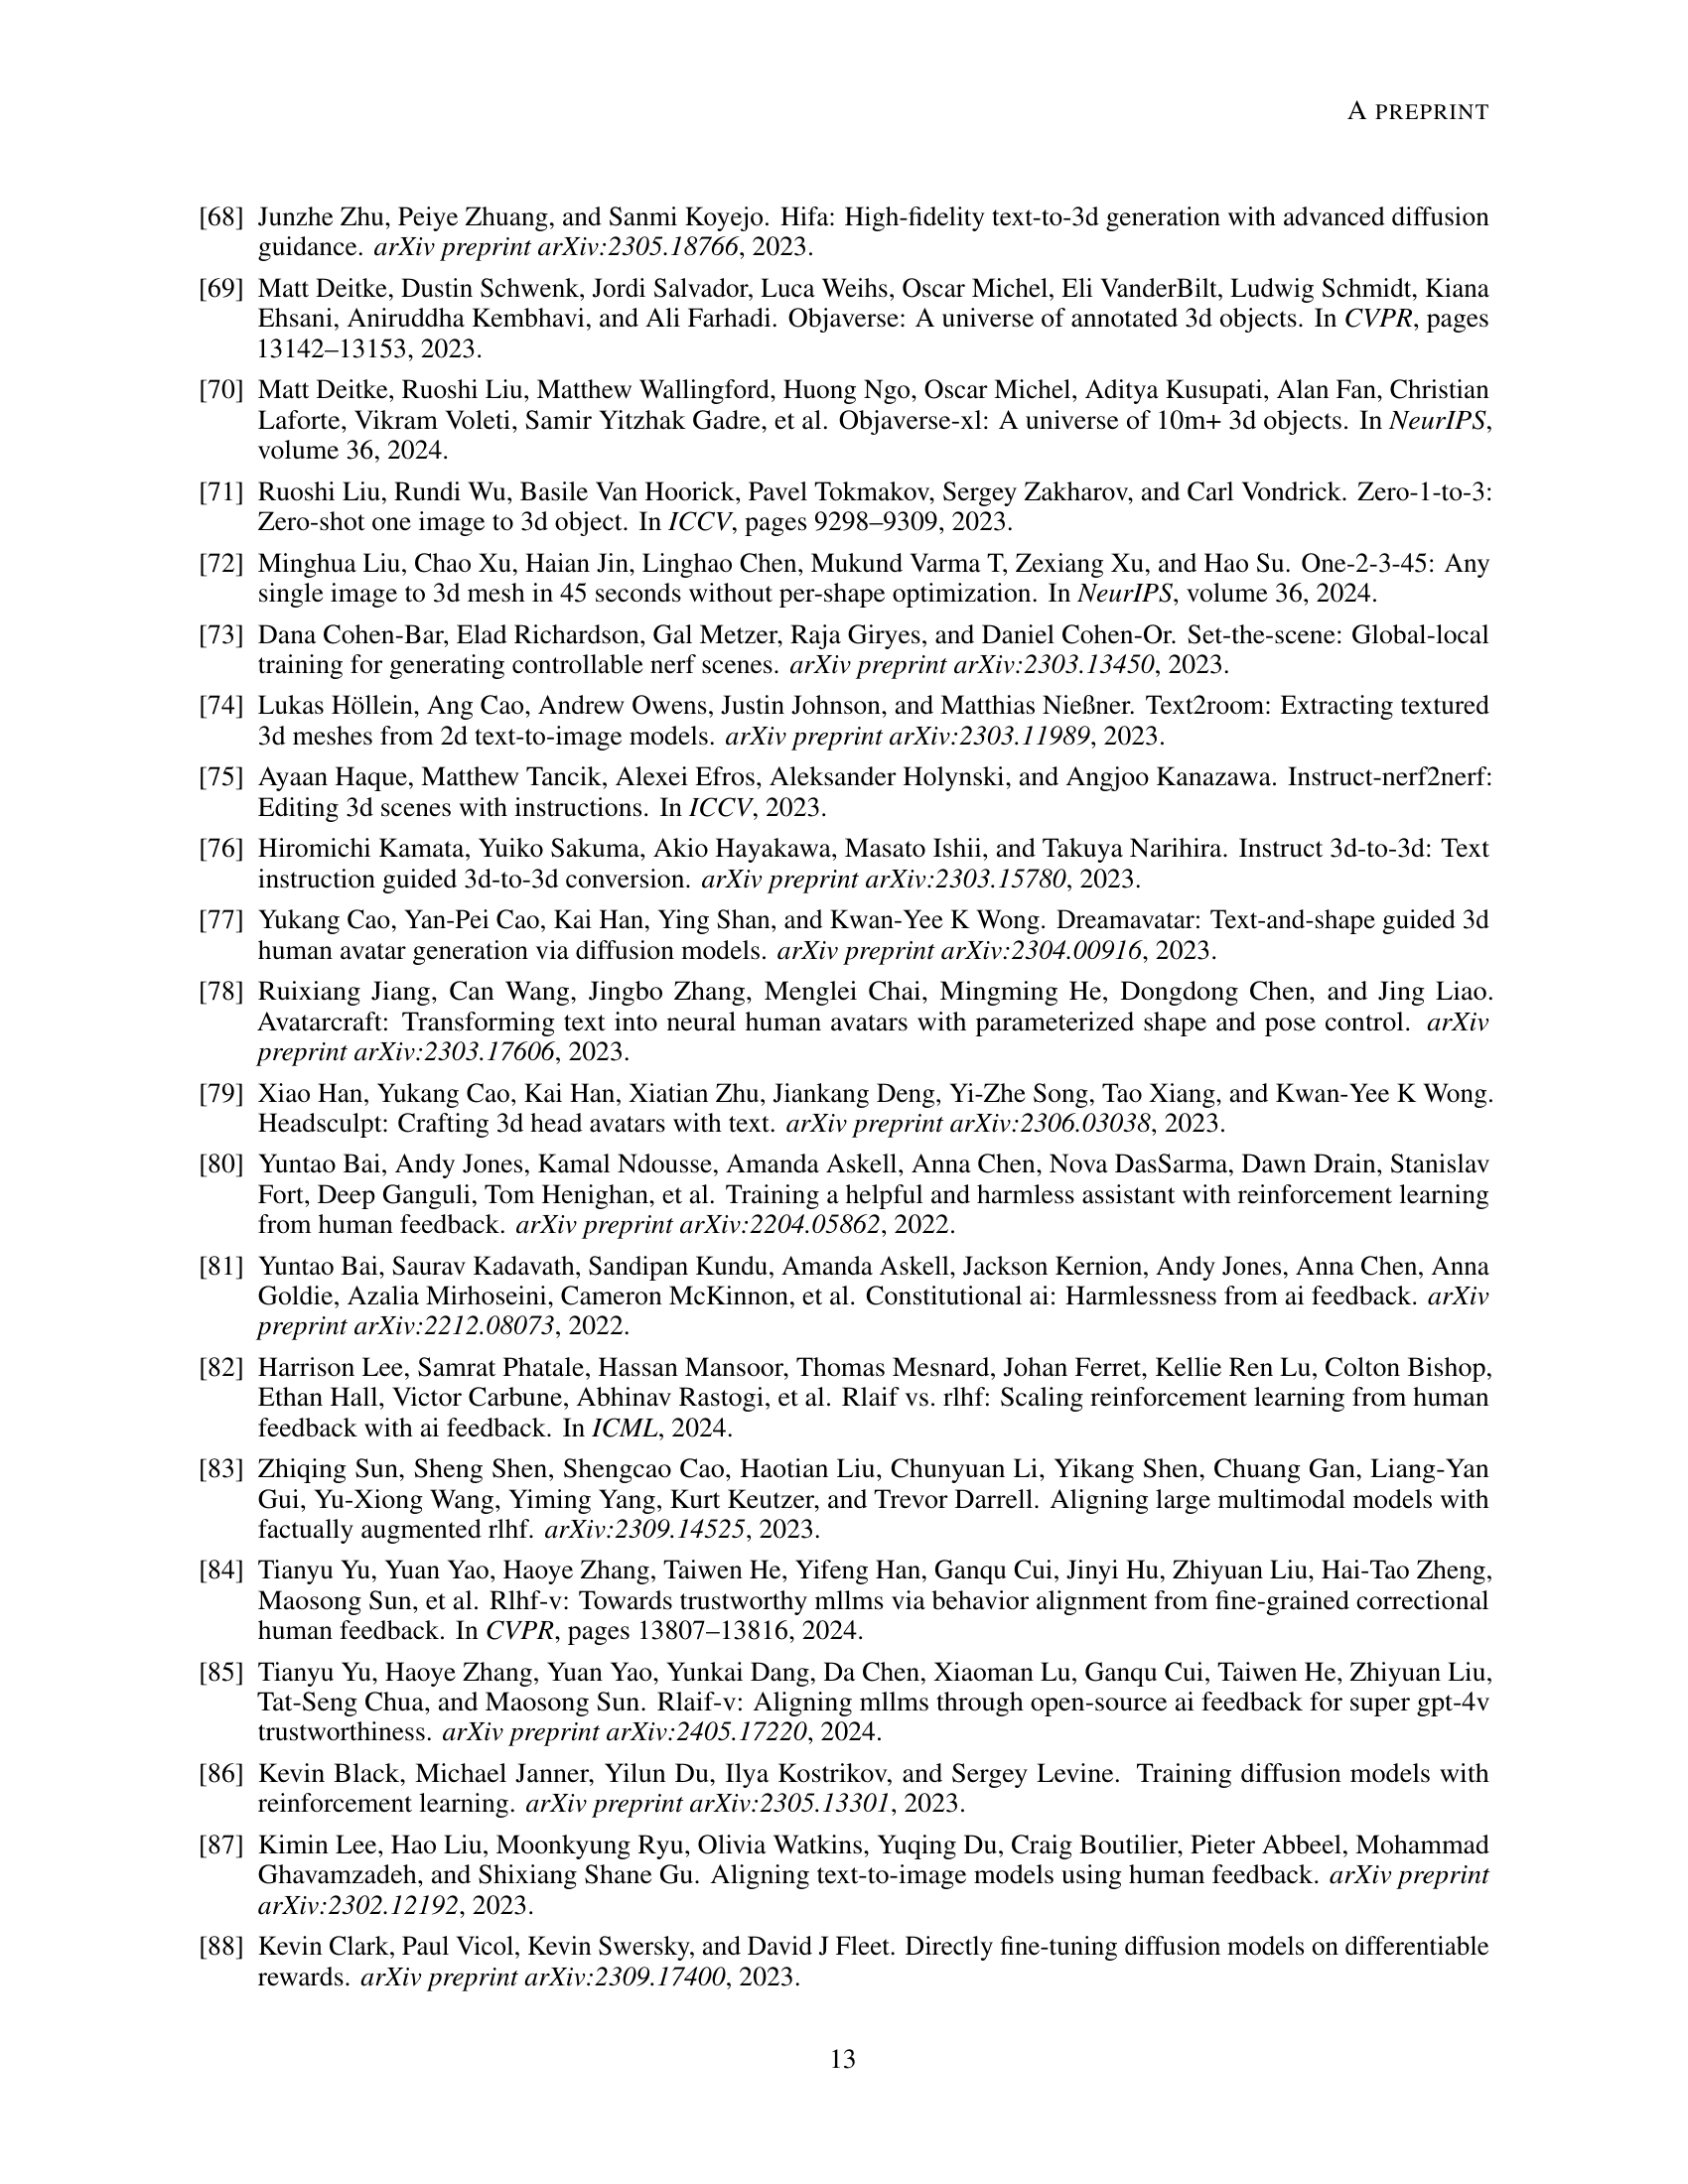 A PREPRINT
[68] Junzhe Zhu, Peiye Zhuang, and Sanmi Koyejo. Hifa: High-fidelity text-to-3d generation with advanced diffusion
guidance. arXiv preprint arXiv:2305.18766, 2023.
[69] Matt Deitke, Dustin Schwenk, Jordi Salvador, Luca Weihs, Oscar Michel, Eli VanderBilt, Ludwig Schmidt, Kiana
Ehsani, Aniruddha Kembhavi, and Ali Farhadi. Objaverse: A universe of annotated 3d objects. In CVPR, pages
13142–13153, 2023.
[70] Matt Deitke, Ruoshi Liu, Matthew Wallingford, Huong Ngo, Oscar Michel, Aditya Kusupati, Alan Fan, Christian
Laforte, Vikram Voleti, Samir Yitzhak Gadre, et al. Objaverse-xl: A universe of 10m+ 3d objects. In NeurIPS,
volume 36, 2024.
[71] Ruoshi Liu, Rundi Wu, Basile Van Hoorick, Pavel Tokmakov, Sergey Zakharov, and Carl Vondrick. Zero-1-to-3:
Zero-shot one image to 3d object. In ICCV, pages 9298–9309, 2023.
[72] Minghua Liu, Chao Xu, Haian Jin, Linghao Chen, Mukund Varma T, Zexiang Xu, and Hao Su. One-2-3-45: Any
single image to 3d mesh in 45 seconds without per-shape optimization. In NeurIPS, volume 36, 2024.
[73] Dana Cohen-Bar, Elad Richardson, Gal Metzer, Raja Giryes, and Daniel Cohen-Or. Set-the-scene: Global-local
training for generating controllable nerf scenes. arXiv preprint arXiv:2303.13450, 2023.
[74] Lukas Höllein, Ang Cao, Andrew Owens, Justin Johnson, and Matthias Nießner. Text2room: Extracting textured
3d meshes from 2d text-to-image models. arXiv preprint arXiv:2303.11989, 2023.
[75] Ayaan Haque, Matthew Tancik, Alexei Efros, Aleksander Holynski, and Angjoo Kanazawa. Instruct-nerf2nerf:
Editing 3d scenes with instructions. In ICCV, 2023.
[76] Hiromichi Kamata, Yuiko Sakuma, Akio Hayakawa, Masato Ishii, and Takuya Narihira. Instruct 3d-to-3d: Text
instruction guided 3d-to-3d conversion. arXiv preprint arXiv:2303.15780, 2023.
[77] Yukang Cao, Yan-Pei Cao, Kai Han, Ying Shan, and Kwan-Yee K Wong. Dreamavatar: Text-and-shape guided 3d
human avatar generation via diffusion models. arXiv preprint arXiv:2304.00916, 2023.
[78] Ruixiang Jiang, Can Wang, Jingbo Zhang, Menglei Chai, Mingming He, Dongdong Chen, and Jing Liao.
Avatarcraft: Transforming text into neural human avatars with parameterized shape and pose control. arXiv
preprint arXiv:2303.17606, 2023.
[79] Xiao Han, Yukang Cao, Kai Han, Xiatian Zhu, Jiankang Deng, Yi-Zhe Song, Tao Xiang, and Kwan-Yee K Wong.
Headsculpt: Crafting 3d head avatars with text. arXiv preprint arXiv:2306.03038, 2023.
[80] Yuntao Bai, Andy Jones, Kamal Ndousse, Amanda Askell, Anna Chen, Nova DasSarma, Dawn Drain, Stanislav
Fort, Deep Ganguli, Tom Henighan, et al. Training a helpful and harmless assistant with reinforcement learning
from human feedback. arXiv preprint arXiv:2204.05862, 2022.
[81] Yuntao Bai, Saurav Kadavath, Sandipan Kundu, Amanda Askell, Jackson Kernion, Andy Jones, Anna Chen, Anna
Goldie, Azalia Mirhoseini, Cameron McKinnon, et al. Constitutional ai: Harmlessness from ai feedback. arXiv
preprint arXiv:2212.08073, 2022.
[82] Harrison Lee, Samrat Phatale, Hassan Mansoor, Thomas Mesnard, Johan Ferret, Kellie Ren Lu, Colton Bishop,
Ethan Hall, Victor Carbune, Abhinav Rastogi, et al. Rlaif vs. rlhf: Scaling reinforcement learning from human
feedback with ai feedback. In ICML, 2024.
[83] Zhiqing Sun, Sheng Shen, Shengcao Cao, Haotian Liu, Chunyuan Li, Yikang Shen, Chuang Gan, Liang-Yan
Gui, Yu-Xiong Wang, Yiming Yang, Kurt Keutzer, and Trevor Darrell. Aligning large multimodal models with
factually augmented rlhf. arXiv:2309.14525, 2023.
[84] Tianyu Yu, Yuan Yao, Haoye Zhang, Taiwen He, Yifeng Han, Ganqu Cui, Jinyi Hu, Zhiyuan Liu, Hai-Tao Zheng,
Maosong Sun, et al. Rlhf-v: Towards trustworthy mllms via behavior alignment from fine-grained correctional
human feedback. In CVPR, pages 13807–13816, 2024.
[85] Tianyu Yu, Haoye Zhang, Yuan Yao, Yunkai Dang, Da Chen, Xiaoman Lu, Ganqu Cui, Taiwen He, Zhiyuan Liu,
Tat-Seng Chua, and Maosong Sun. Rlaif-v: Aligning mllms through open-source ai feedback for super gpt-4v
trustworthiness. arXiv preprint arXiv:2405.17220, 2024.
[86] Kevin Black, Michael Janner, Yilun Du, Ilya Kostrikov, and Sergey Levine. Training diffusion models with
reinforcement learning. arXiv preprint arXiv:2305.13301, 2023.
[87] Kimin Lee, Hao Liu, Moonkyung Ryu, Olivia Watkins, Yuqing Du, Craig Boutilier, Pieter Abbeel, Mohammad
Ghavamzadeh, and Shixiang Shane Gu. Aligning text-to-image models using human feedback. arXiv preprint
arXiv:2302.12192, 2023.
[88] Kevin Clark, Paul Vicol, Kevin Swersky, and David J Fleet. Directly fine-tuning diffusion models on differentiable
rewards. arXiv preprint arXiv:2309.17400, 2023.
13